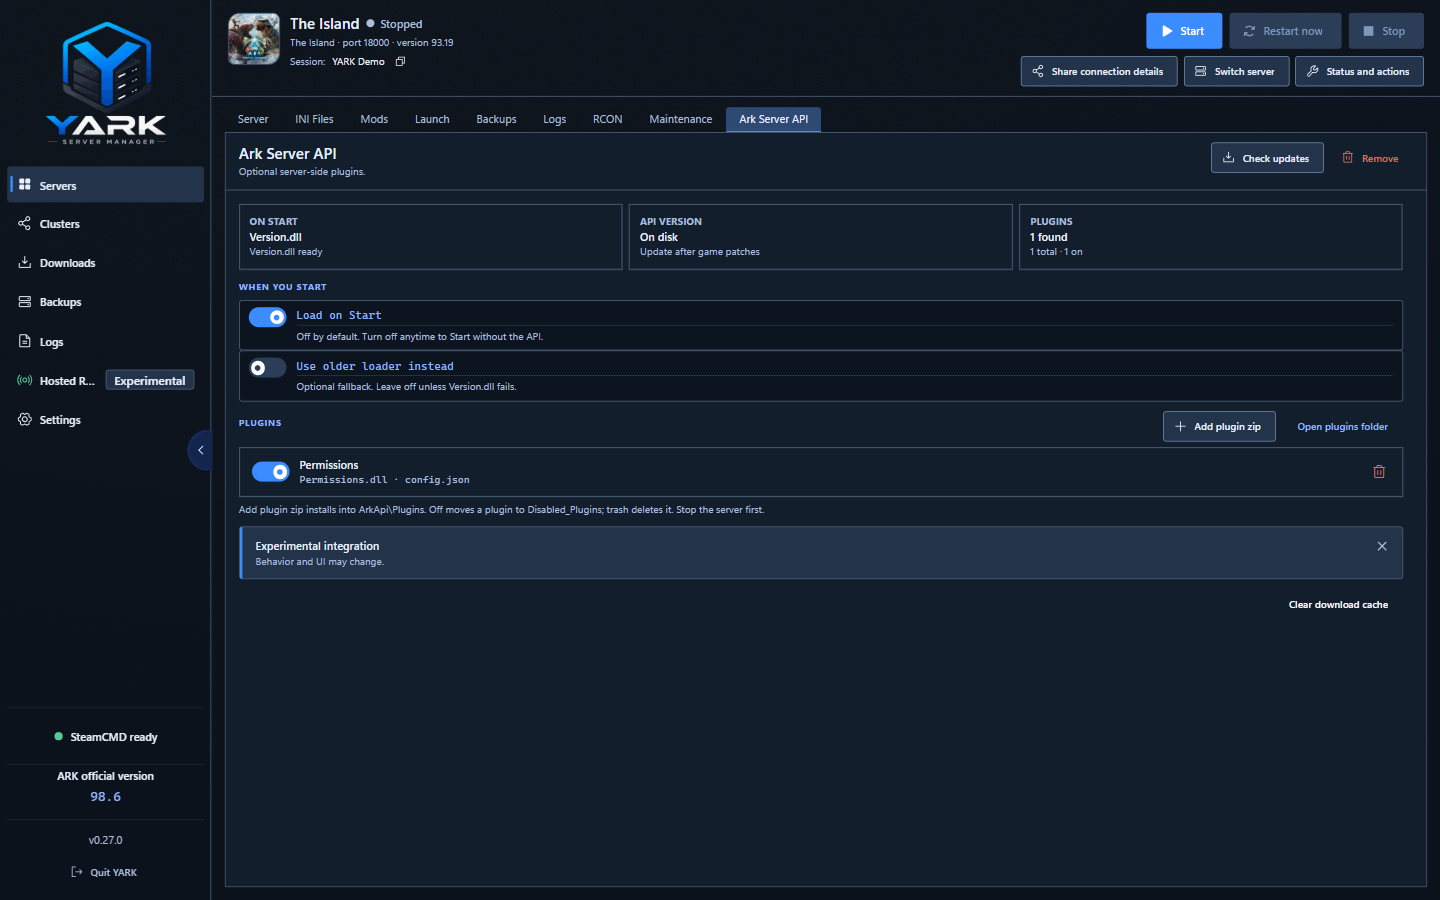 YARK
SERVER MANAGER
Servers
Clusters
Downloads
Backups
Logs
Hosted R...
Experimental
Settings
SteamCMD ready
ARK official version
98.6
v0.27.0
Quit YARK
The Island
Stopped
The Island · port 18000 · version 93.19
Session: YARK Demo
Start
Restart now
Stop
Share connection details
Switch server
Status and actions
Server
INI Files
Mods
Launch
Backups
Logs
RCON
Maintenance
Ark Server API
Ark Server API
Optional server-side plugins.
Check updates
Remove
ON START
Version.dll
Version.dll ready
API VERSION
On disk
Update after game patches
PLUGINS
1 found
1 total · 1 on
WHEN YOU START
Load on Start
Off by default. Turn off anytime to Start without the API.
Use older loader instead
Optional fallback. Leave off unless Version.dll fails.
PLUGINS
Add plugin zip
Open plugins folder
Permissions
Permissions.dll · config.json
Add plugin zip installs into ArkApi\Plugins. Off moves a plugin to Disabled_Plugins; trash deletes it. Stop the server first.
Experimental integration
Behavior and UI may change.
Clear download cache